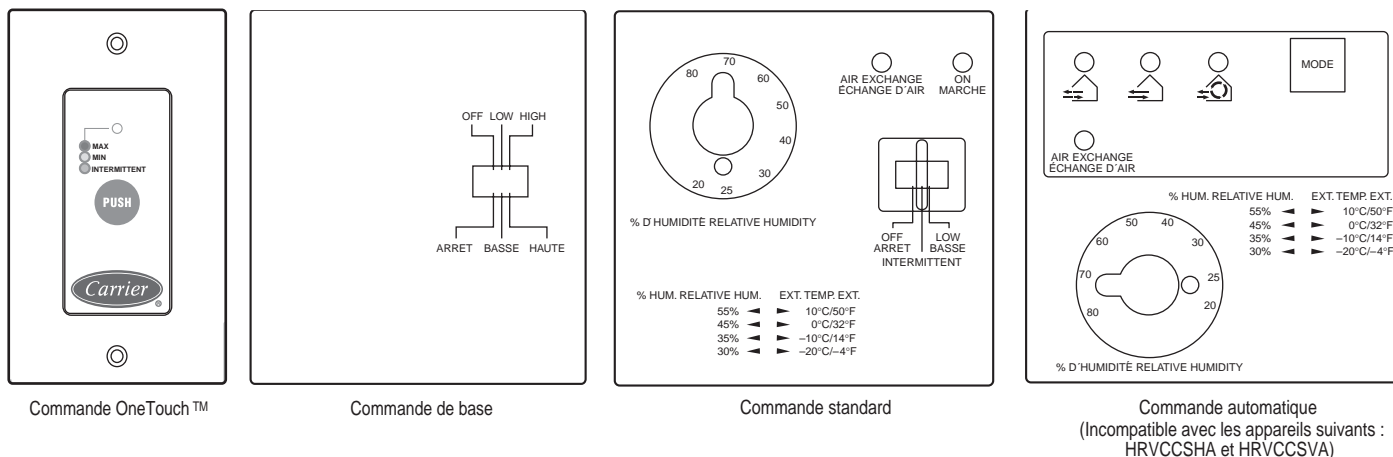 MAX
MIN
INTERMITTENT
PUSH
Carrier
®
Commande OneTouch™
OFF LOW HIGH
ARRET BASSE HAUTE
Commande de base
80 70 60 50 40 30 25 20
AIR EXCHANGE
ÉCHANGE D´AIR
ON
MARCHE
% D´HUMIDITÈ RELATIVE HUMIDITY
OFF LOW
ARRET BASSE
INTERMITTENT
% HUM. RELATIVE HUM. EXT. TEMP. EXT.
55% ◄ ► 10°C/50°F
45% ◄ ► 0°C/32°F
35% ◄ ► –10°C/14°F
30% ◄ ► –20°C/–4°F
Commande standard
MODE
AIR EXCHANGE
ÉCHANGE D´AIR
% HUM. RELATIVE HUM. EXT. TEMP. EXT.
55% ◄ ► 10°C/50°F
45% ◄ ► 0°C/32°F
35% ◄ ► –10°C/14°F
30% ◄ ► –20°C/–4°F
80 70 60 50 40 30 25 20
% D´HUMIDITÈ RELATIVE HUMIDITY
Commande automatique
(Incompatible avec les appareils suivants :
HRVCCSHA et HRVCCSVA)